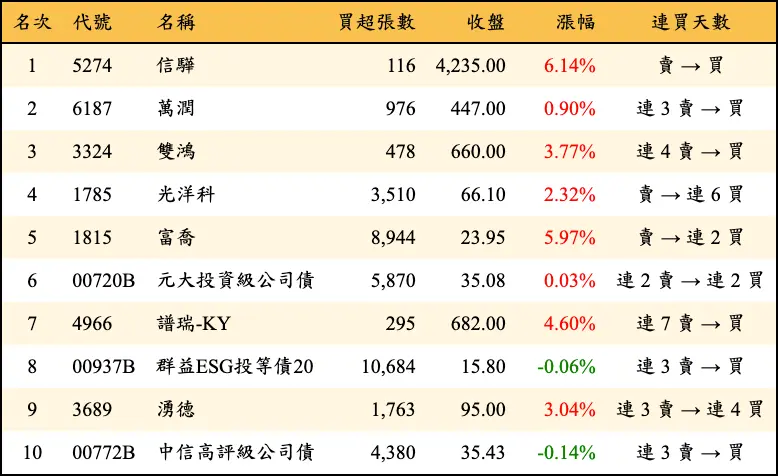 名次 代號 名稱 買超張數 收盤 漲幅 連買天數
1 5274 信驊 116 4,235.00 6.14% 賣 → 買
2 6187 萬潤 976 447.00 0.90% 連 3 賣 → 買
3 3324 雙鴻 478 660.00 3.77% 連 4 賣 → 買
4 1785 光洋科 3,510 66.10 2.32% 賣 → 連 6 買
5 1815 富喬 8,944 23.95 5.97% 賣 → 連 2 買
6 00720B 元大投資級公司債 5,870 35.08 0.03% 連 2 賣 → 連 2 買
7 4966 譜瑞-KY 295 682.00 4.60% 連 7 賣 → 買
8 00937B 群益ESG投等債20 10,684 15.80 -0.06% 連 3 賣 → 買
9 3689 湧德 1,763 95.00 3.04% 連 3 賣 → 連 4 買
10 00772B 中信高評級公司債 4,380 35.43 -0.14% 連 3 賣 → 買